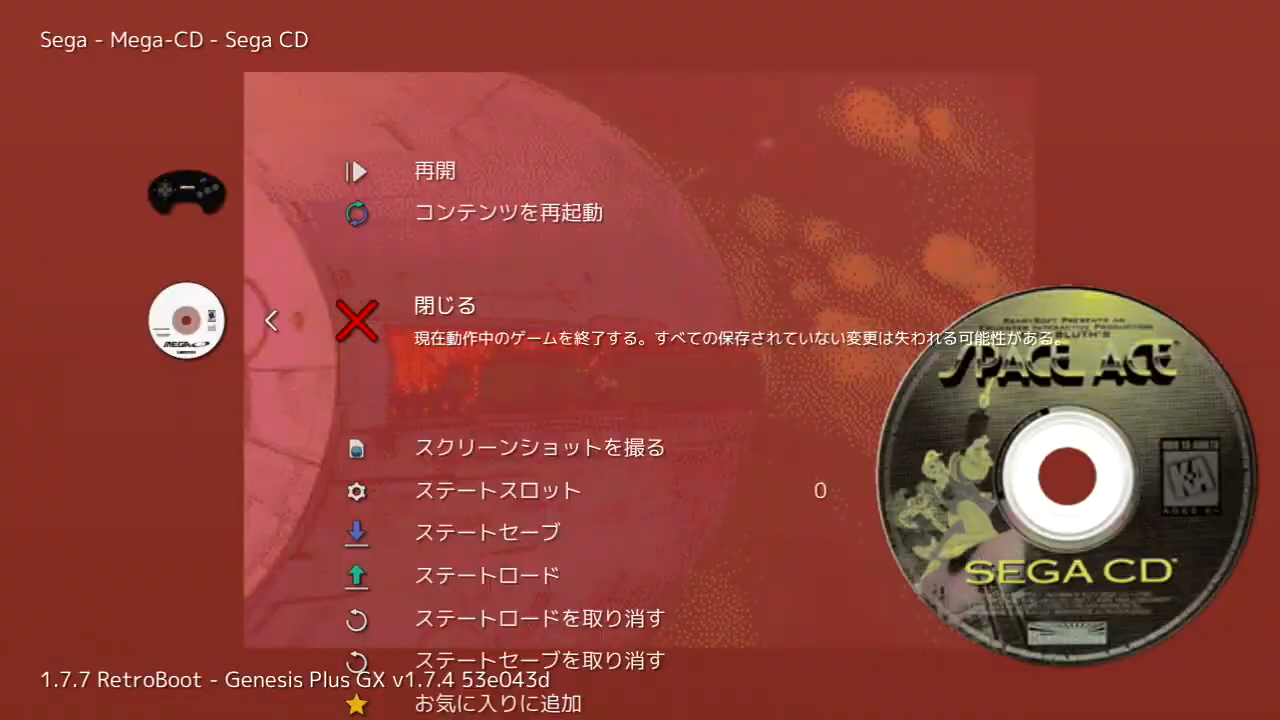 Sega - Mega-CD - Sega CD
再開
コンテンツを再起動
閉じる
現在動作中のゲームを終了する。すべての保存されていない変更は失われる可能性がある。
READYSOFT PRESENTS AN
SPACE ACE
MEGA-CD
スクリーンショットを撮る
ステートスロット 0
ステートセーブ
ステートロード
SEGA CD
ステートロードを取り消す
ステートセーブを取り消す
1.7.7 RetroBoot - Genesis Plus GX v1.7.4 53e043d
お気に入りに追加